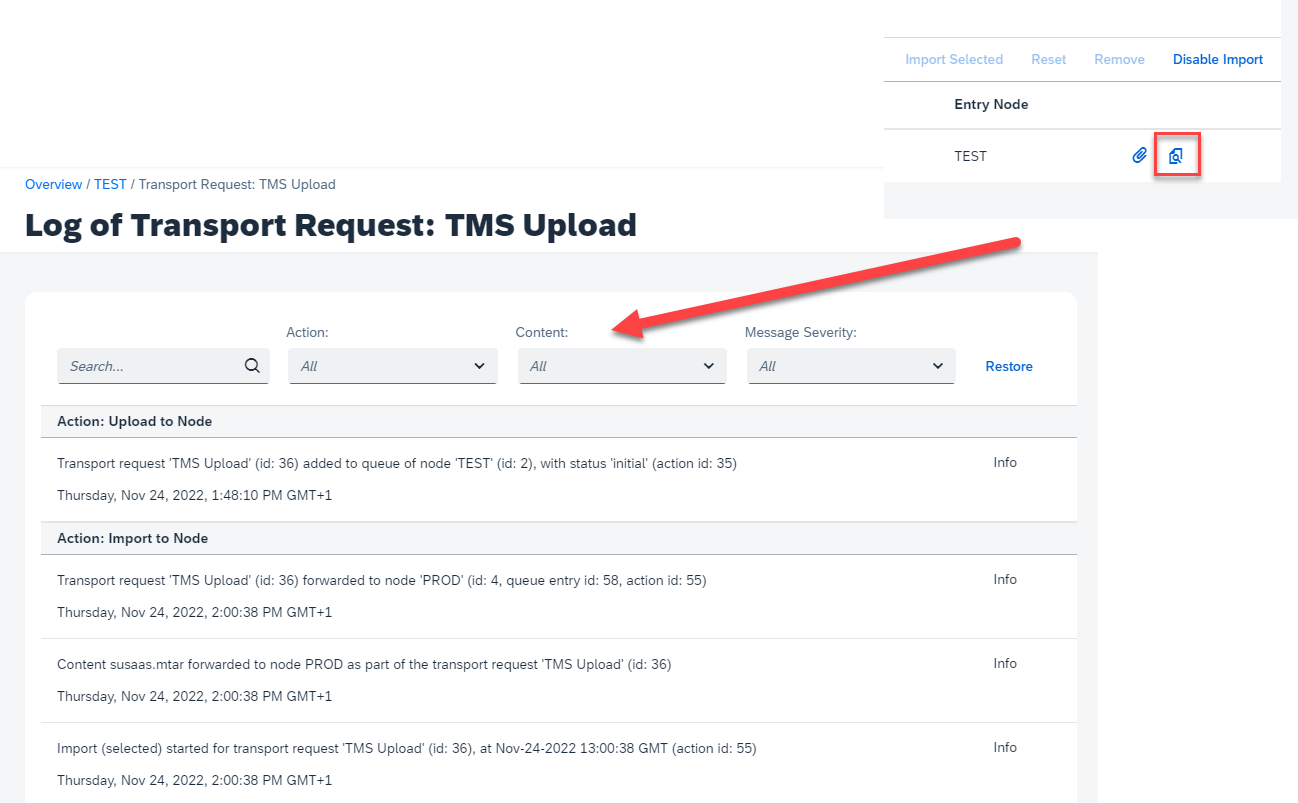 Import Selected Reset Remove Disable Import
Entry Node
TEST
Overview / TEST / Transport Request: TMS Upload
Log of Transport Request: TMS Upload
Action: Content: Message Severity:
Search... All All All Restore
Action: Upload to Node
Transport request 'TMS Upload' (id: 36) added to queue of node 'TEST' (id: 2), with status 'initial' (action id: 35) Info
Thursday, Nov 24, 2022, 1:48:10 PM GMT+1
Action: Import to Node
Transport request 'TMS Upload' (id: 36) forwarded to node 'PROD' (id: 4, queue entry id: 58, action id: 55) Info
Thursday, Nov 24, 2022, 2:00:38 PM GMT+1
Content susaas.mtar forwarded to node PROD as part of the transport request 'TMS Upload' (id: 36) Info
Thursday, Nov 24, 2022, 2:00:38 PM GMT+1
Import (selected) started for transport request 'TMS Upload' (id: 36), at Nov-24-2022 13:00:38 GMT (action id: 55) Info
Thursday, Nov 24, 2022, 2:00:38 PM GMT+1